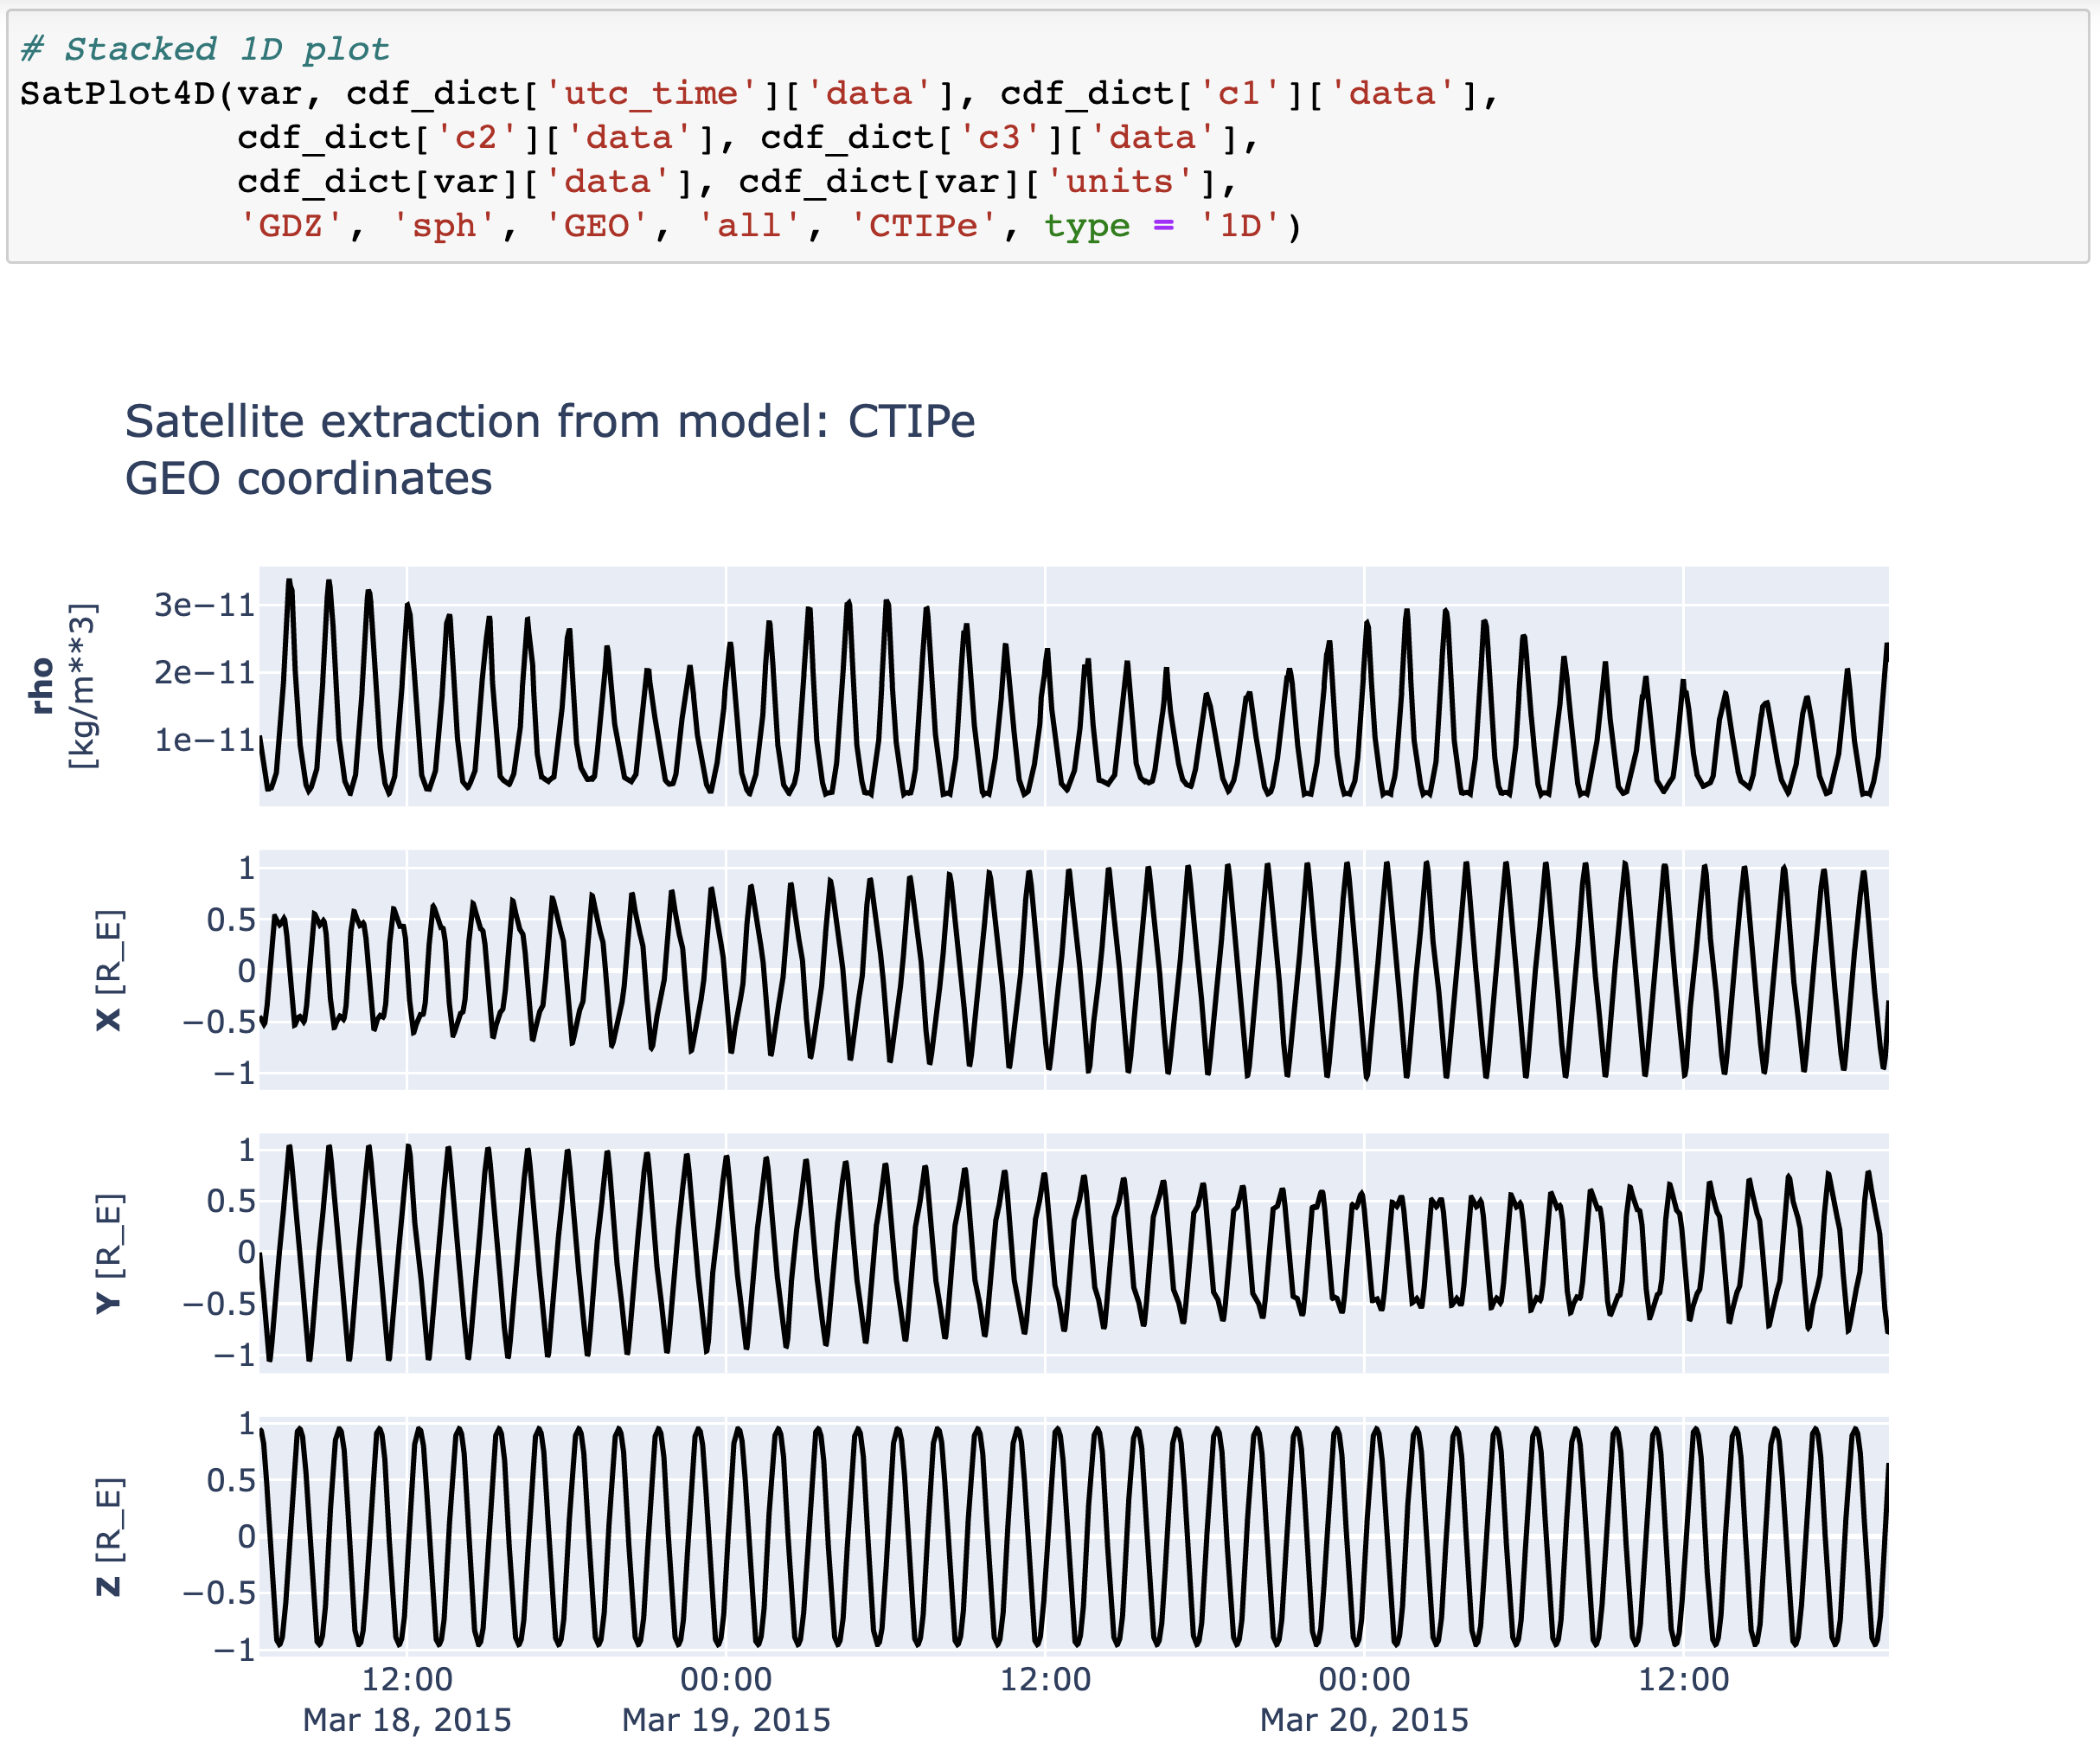 # Stacked 1D plot
SatPlot4D(var, cdf_dict['utc_time']['data'], cdf_dict['c1']['data'],
cdf_dict['c2']['data'], cdf_dict['c3']['data'],
cdf_dict[var]['data'], cdf_dict[var]['units'],
'GDZ', 'sph', 'GEO', 'all', 'CTIPe', type = '1D')
Satellite extraction from model: CTIPe
GEO coordinates
rho
[kg/m**3]
3e−11
2e−11
1e−11
X [R_E]
1
0.5
0
−0.5
−1
Y [R_E]
1
0.5
0
−0.5
−1
Z [R_E]
1
0.5
0
−0.5
−1
12:00 00:00 12:00 00:00 12:00
Mar 18, 2015 Mar 19, 2015 Mar 20, 2015